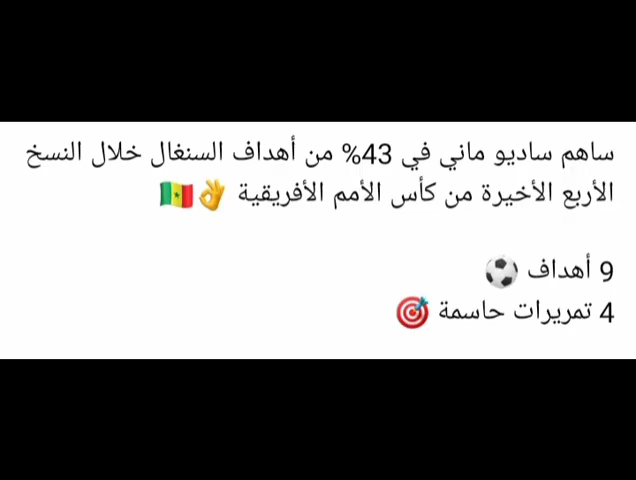 ساهم ساديو ماني في 43% من أهداف السنغال خلال النسخ
الأربع الأخيرة من كأس الأمم الأفريقية 👌🇸🇳
9 أهداف ⚽
4 تمريرات حاسمة 🎯